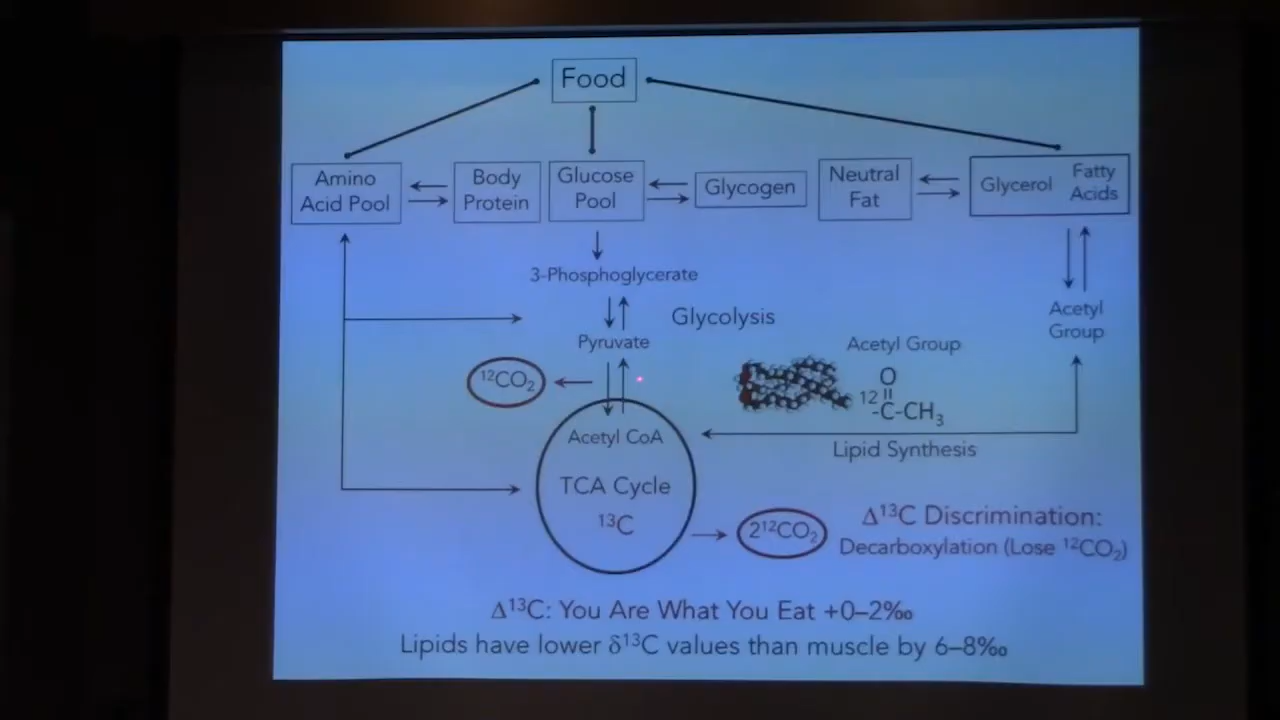 Food
Amino
Acid Pool
Body
Protein
Glucose
Pool
Glycogen
Neutral
Fat
Glycerol
Fatty
Acids
3-Phosphoglycerate
Glycolysis
Pyruvate
Acetyl
Group
¹²CO₂
Acetyl Group
O
¹²
-C-CH₃
Acetyl CoA
Lipid Synthesis
TCA Cycle
¹³C
2¹²CO₂
Δ¹³C Discrimination:
Decarboxylation (Lose ¹²CO₂)
Δ¹³C: You Are What You Eat +0–2‰
Lipids have lower δ¹³C values than muscle by 6–8‰